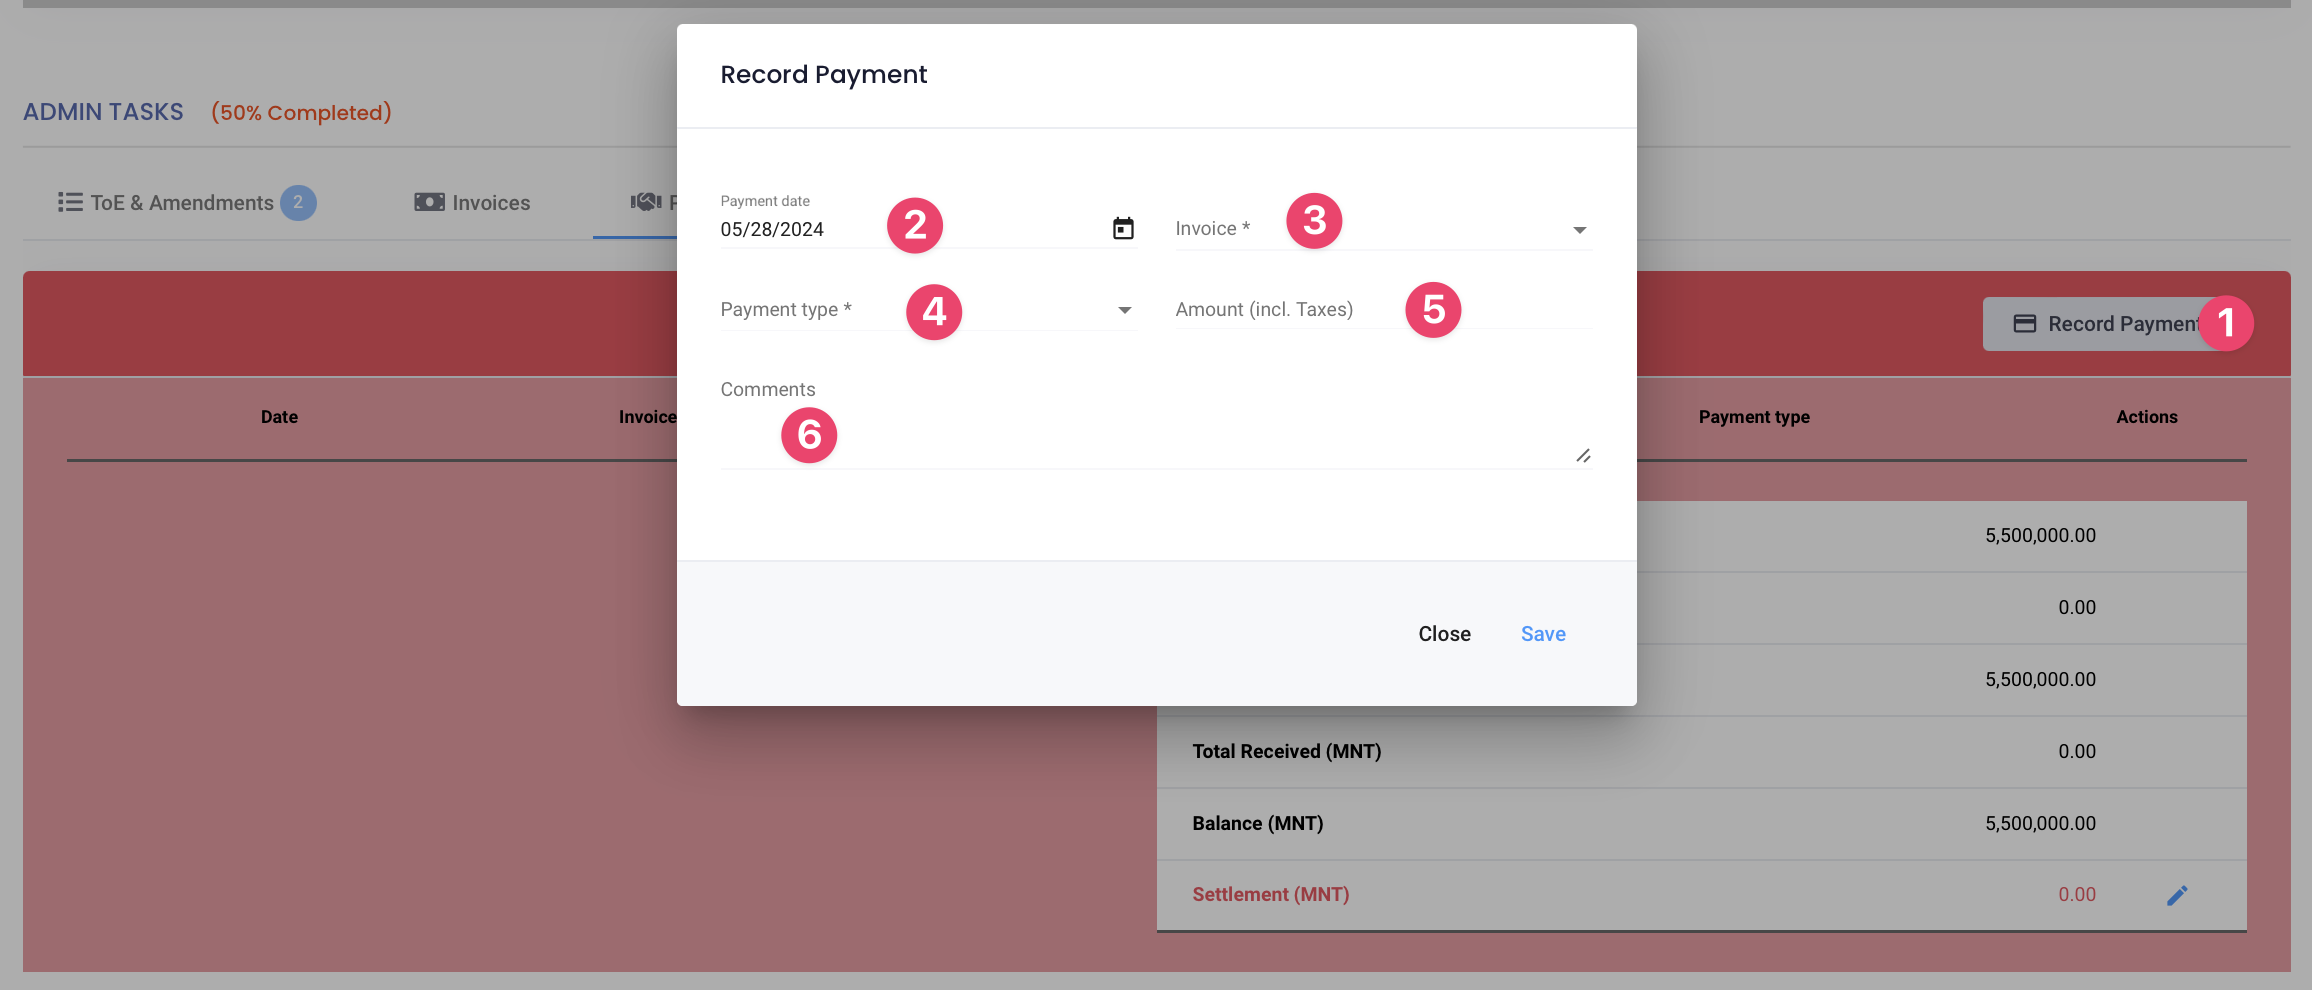 Record Payment
ADMIN TASKS (50% Completed)
ToE & Amendments 2 Invoices
Payment date
05/28/2024 2
Invoice * 3
Payment type * 4
Amount (incl. Taxes) 5
Record Payment 1
Comments
6
Date Invoice Payment type Actions
5,500,000.00
0.00
Close Save
5,500,000.00
Total Received (MNT) 0.00
Balance (MNT) 5,500,000.00
Settlement (MNT) 0.00